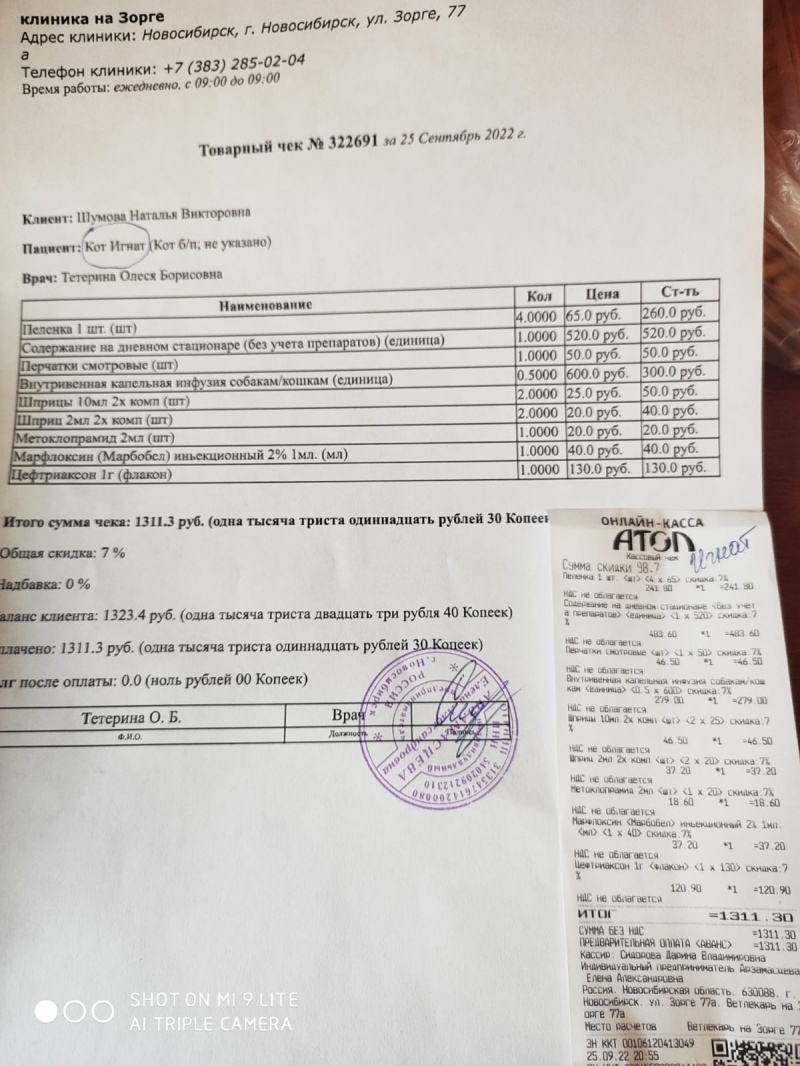 клиника на Зорге
Адрес клиники: Новосибирск, г. Новосибирск, ул. Зорге, 77
а
Телефон клиники: +7 (383) 285-02-04
Время работы: ежедневно, с 09:00 до 09:00
Товарный чек № 322691 за 25 Сентябрь 2022 г.
Клиент: Шумова Наталья Викторовна
Пациент: Кот Игнат (Кот б/п; не указано)
Врач: Тетерина Олеся Борисовна
Наименование Кол Цена Ст-ть
Пеленка 1 шт. (шт) 4.0000 65.0 руб. 260.0 руб.
Содержание на дневном стационаре (без учета препаратов) (единица) 1.0000 520.0 руб. 520.0 руб.
Перчатки смотровые (шт) 1.0000 50.0 руб. 50.0 руб.
Внутривенная капельная инфузия собакам/кошкам (единица) 0.5000 600.0 руб. 300.0 руб.
Шприцы 10мл 2х комп (шт) 2.0000 25.0 руб. 50.0 руб.
Шприц 2мл 2х комп (шт) 2.0000 20.0 руб. 40.0 руб.
Метоклопрамид 2мл (шт) 1.0000 20.0 руб. 20.0 руб.
Марфлоксин (Марбобел) иньекционный 2% 1мл. (мл) 1.0000 40.0 руб. 40.0 руб.
Цефтриаксон 1г (флакон) 1.0000 130.0 руб. 130.0 руб.
Итого сумма чека: 1311.3 руб. (одна тысяча триста одиннадцать рублей 30 Копеек
Общая скидка: 7 %
Надбавка: 0 %
аланс клиента: 1323.4 руб. (одна тысяча триста двадцать три рубля 40 Копеек)
плачено: 1311.3 руб. (одна тысяча триста одиннадцать рублей 30 Копеек)
лг после оплаты: 0.0 (ноль рублей 00 Копеек)
Тетерина О. Б. Врач
Ф.И.О. Должность Подпись
РОССИЯ
г. Новосибирск
ОНЛАЙН-КАССА
АТОЛ
Игнат
Кассовый чек
Сумма скидки 98.7
Пеленка 1 шт. <шт> <4 x 65> скидка:7%
241.80 *1 =241.80
НДС не облагается
Содержание на дневном стационаре <без учет
а препаратов> <единица> <1 x 520> скидка:7
%
483.60 *1 =483.60
НДС не облагается
Перчатки смотровые <шт> <1 x 50> скидка:7%
46.50 *1 =46.50
НДС не облагается
Внутривенная капельная инфузия собакам/кош
кам <единица> <0.5 x 600> скидка:7%
279.00 *1 =279.00
НДС не облагается
Шприцы 10мл 2х комп <шт> <2 x 25> скидка:7
%
46.50 *1 =46.50
НДС не облагается
Шприц 2мл 2х комп <шт> <2 x 20> скидка:7%
37.20 *1 =37.20
НДС не облагается
Метоклопрамид 2мл <шт> <1 x 20> скидка:7%
18.60 *1 =18.60
НДС не облагается
Марфлоксин <Марбобел> иньекционный 2% 1мл.
<мл> <1 x 40> скидка:7%
37.20 *1 =37.20
НДС не облагается
Цефтриаксон 1г <флакон> <1 x 130> скидка:7
%
120.90 *1 =120.90
НДС не облагается
ИТОГ =1311.30
СУММА БЕЗ НДС =1311.30
ПРЕДВАРИТЕЛЬНАЯ ОПЛАТА <АВАНС> =1311.30
Кассир: Сидорова Дарина Владимировна
Индивидуальный предприниматель Арзамасцева
Елена Александровна
Россия. Новосибирская область. 630088. г.
Новосибирск. ул. Зорге 77а. Ветлекарь на З
орге 77а
Место расчетов Ветлекарь на Зорге 77
ЗН ККТ 00106120413049
25.09.22 20:55
SHOT ON MI 9 LITE
AI TRIPLE CAMERA